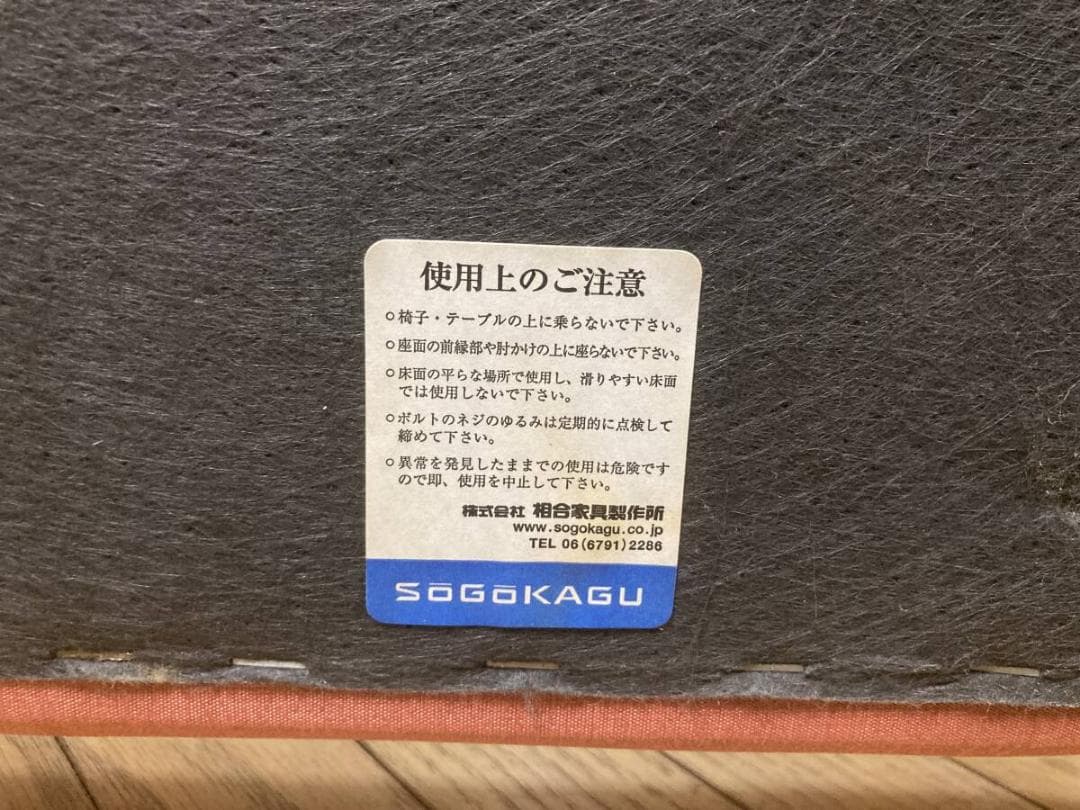 使用上のご注意
○椅子・テーブルの上に乗らないで下さい。
○座面の前縁部や肘かけの上に座らないで下さい。
○床面の平らな場所で使用し、滑りやすい床面
では使用しないで下さい。
○ボルトのネジのゆるみは定期的に点検して
締めて下さい。
○異常を発見したままでの使用は危険です
ので即、使用を中止して下さい。
株式会社 相合家具製作所
www.sogokagu.co.jp
TEL 06(6791)2286
SōGōKAGU